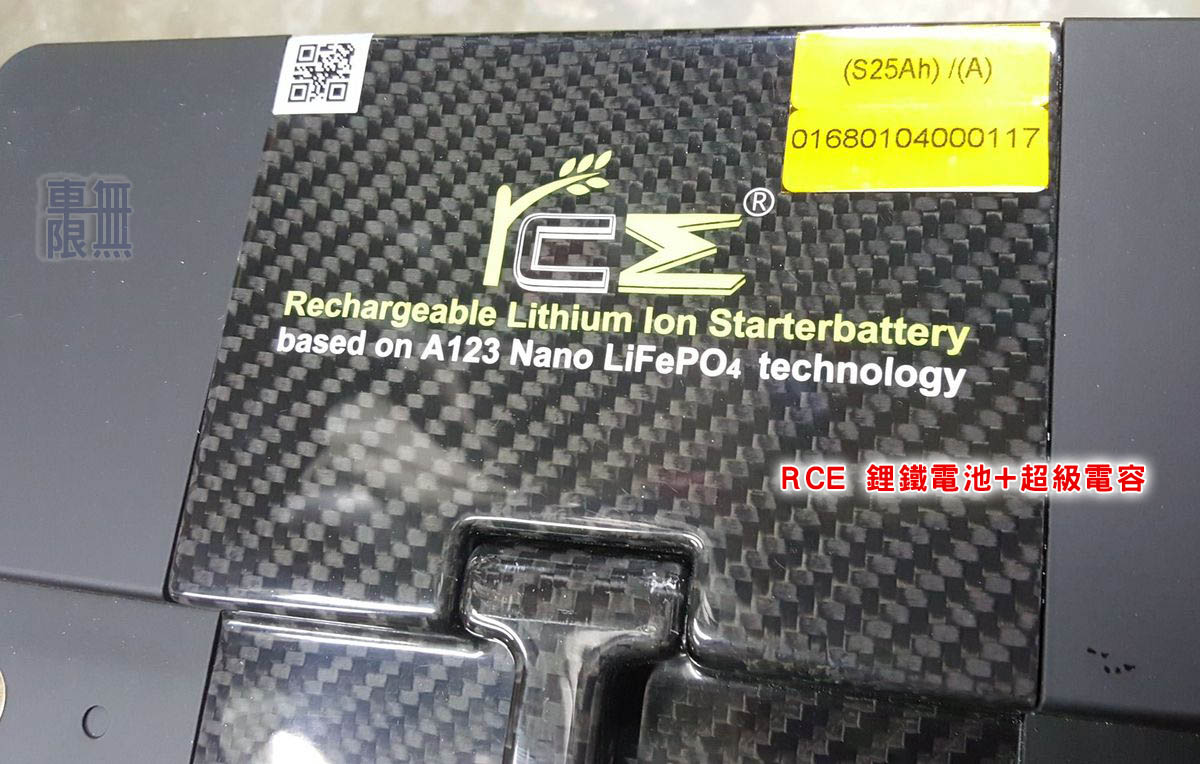 (S25Ah) /(A)
01680104000117
rCE®
Rechargeable Lithium Ion Starterbattery
based on A123 Nano LiFePO4 technology
RCE 鋰鐵電池+超級電容
無限